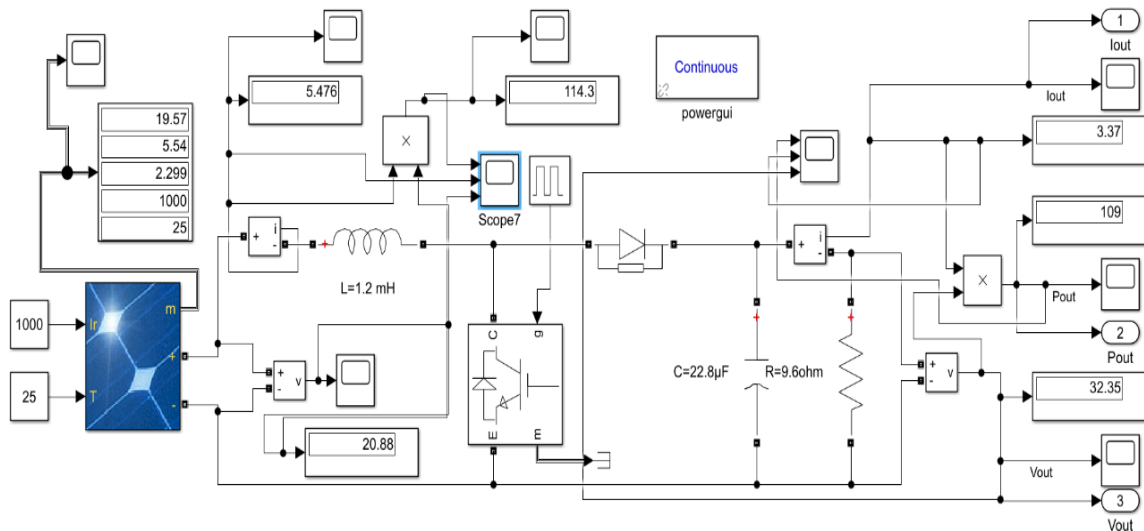 1
Iout
Continuous
powergui
5.476
114.3
Iout
19.57
5.54
2.299
1000
25
X
3.37
Scope7
109
+
i
-
+
i
-
L=1.2 mH
X
Pout
m
1000
Ir
+
C
g
2
Pout
+
-
v
C=22.8µF
R=9.6ohm
+
-
v
25
T
-
32.35
20.88
E
m
Vout
3
Vout